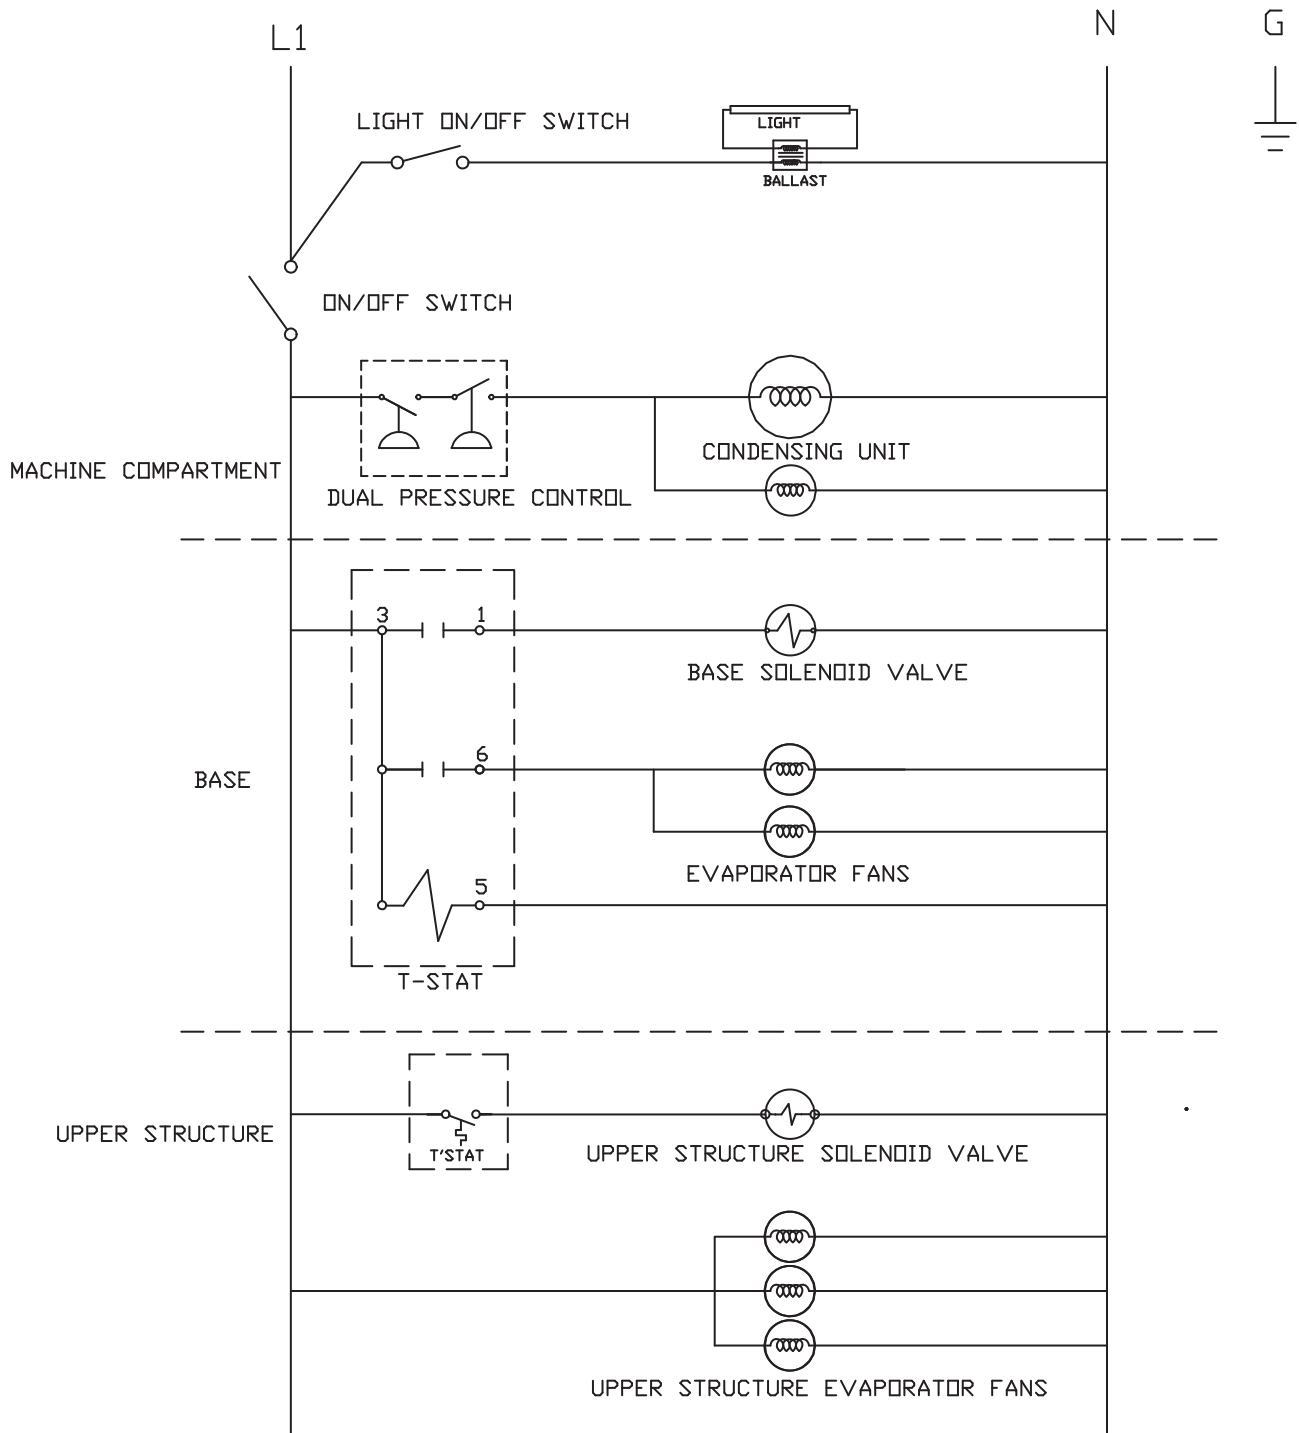 L1
N
G
LIGHT ON/OFF SWITCH
LIGHT
BALLAST
ON/OFF SWITCH
CONDENSING UNIT
MACHINE COMPARTMENT
DUAL PRESSURE CONTROL
3
1
BASE SOLENOID VALVE
6
BASE
EVAPORATOR FANS
5
T-STAT
UPPER STRUCTURE
T'STAT
UPPER STRUCTURE SOLENOID VALVE
UPPER STRUCTURE EVAPORATOR FANS